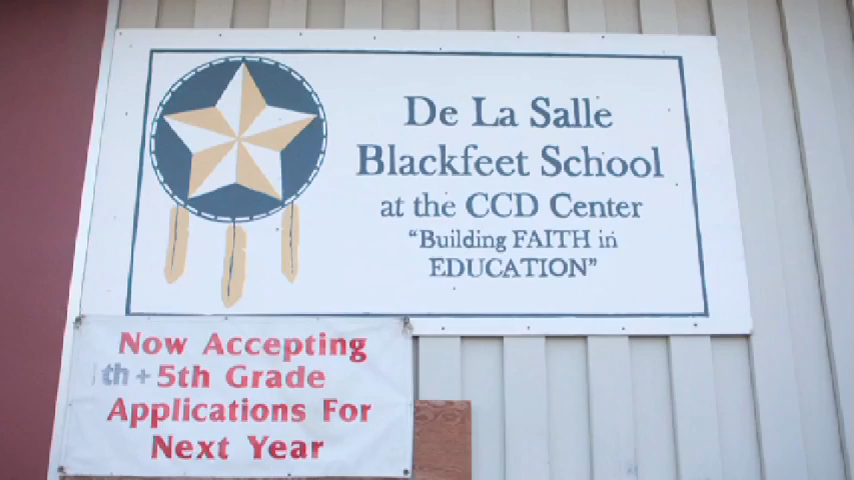 De La Salle
Blackfeet School
at the CCD Center
“Building FAITH in
EDUCATION”
Now Accepting
th + 5th Grade
Applications For
Next Year